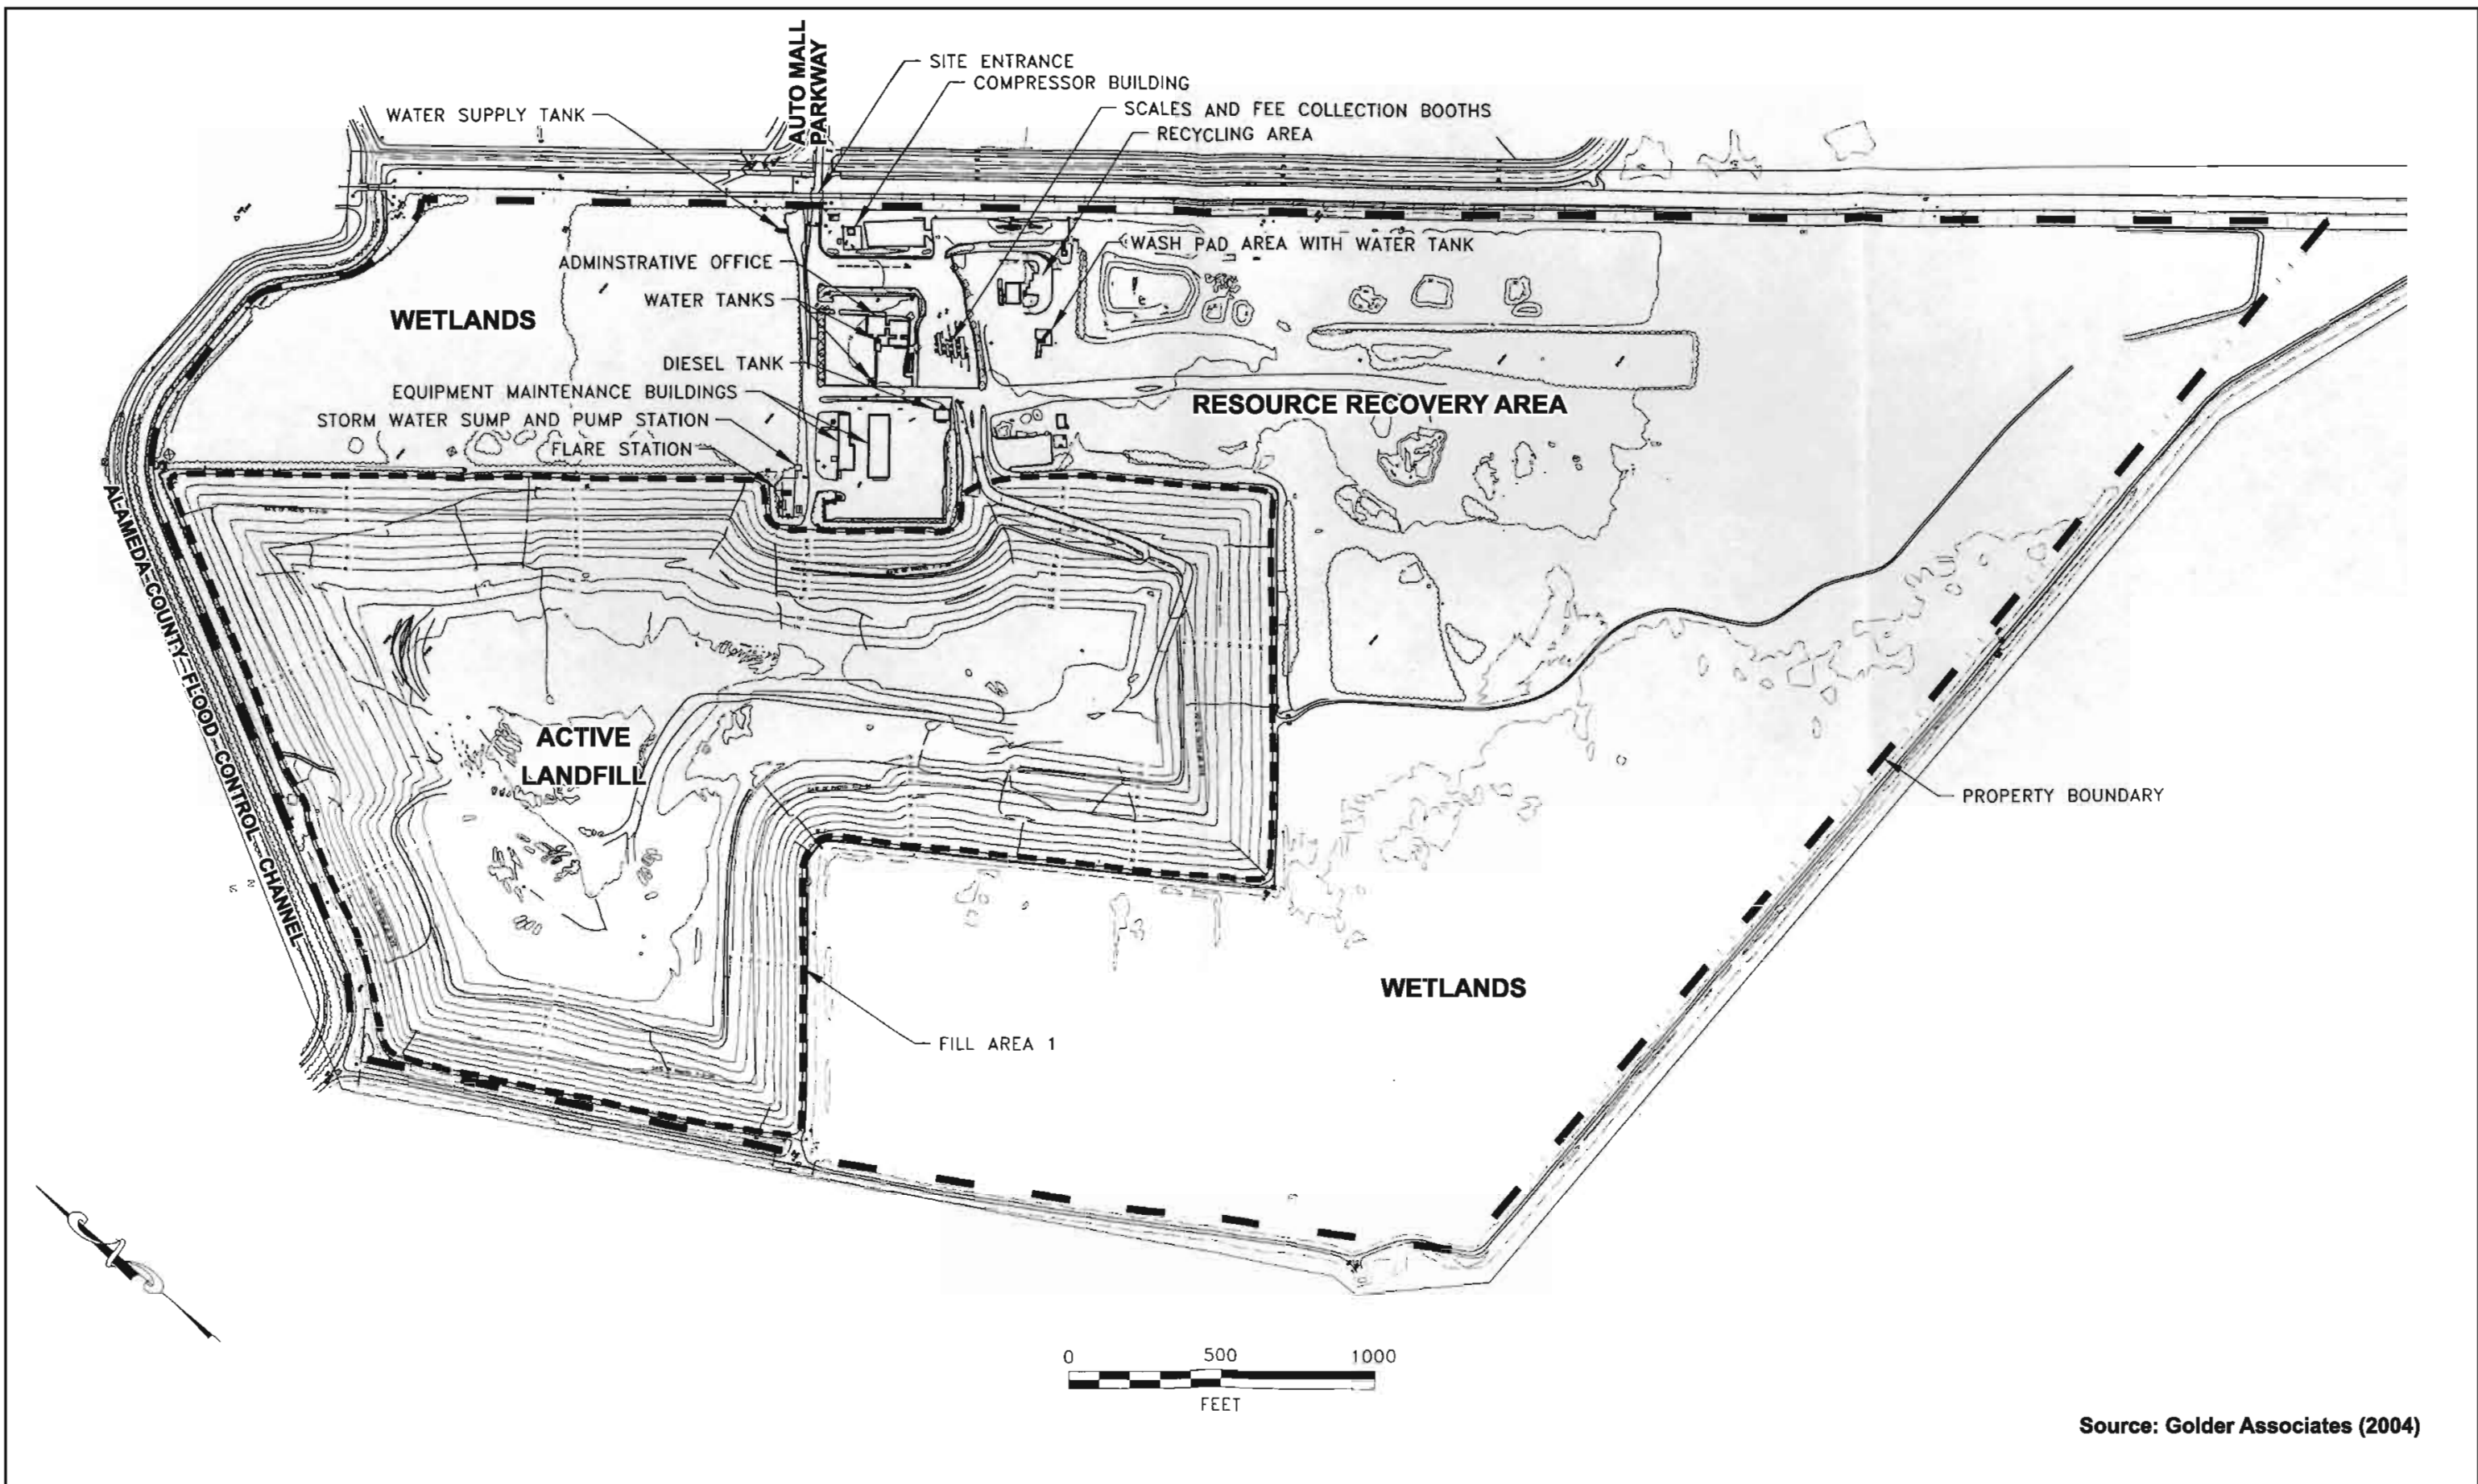 AUTO MALL
PARKWAY
SITE ENTRANCE
COMPRESSOR BUILDING
SCALES AND FEE COLLECTION BOOTHS
RECYCLING AREA
WATER SUPPLY TANK
WASH PAD AREA WITH WATER TANK
ADMINSTRATIVE OFFICE
WATER TANKS
WETLANDS
DIESEL TANK
EQUIPMENT MAINTENANCE BUILDINGS
RESOURCE RECOVERY AREA
STORM WATER SUMP AND PUMP STATION
FLARE STATION
ALAMEDA COUNTY FLOOD CONTROL CHANNEL
ACTIVE
LANDFILL
PROPERTY BOUNDARY
WETLANDS
FILL AREA 1
0 500 1000
FEET
Source: Golder Associates (2004)